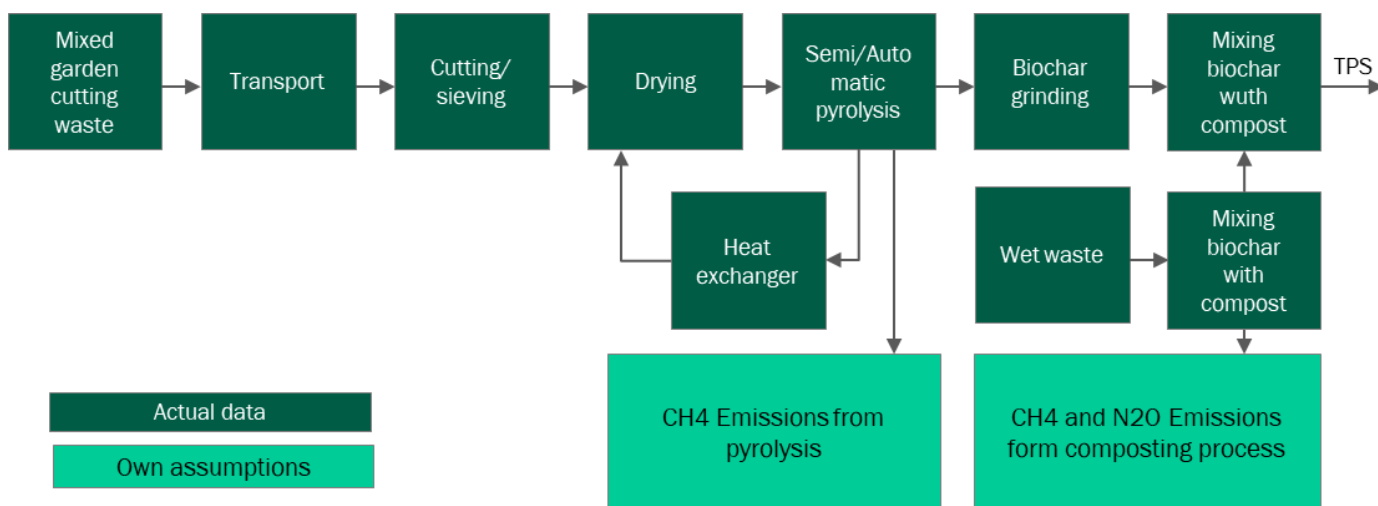 Mixed
garden
cutting
waste
Transport
Cutting/
sieving
Drying
Semi/Auto
matic
pyrolysis
Biochar
grinding
Mixing
biochar
wuth
compost
TPS
Heat
exchanger
Wet waste
Mixing
biochar
with
compost
Actual data
Own assumptions
CH4 Emissions from
pyrolysis
CH4 and N2O Emissions
form composting process